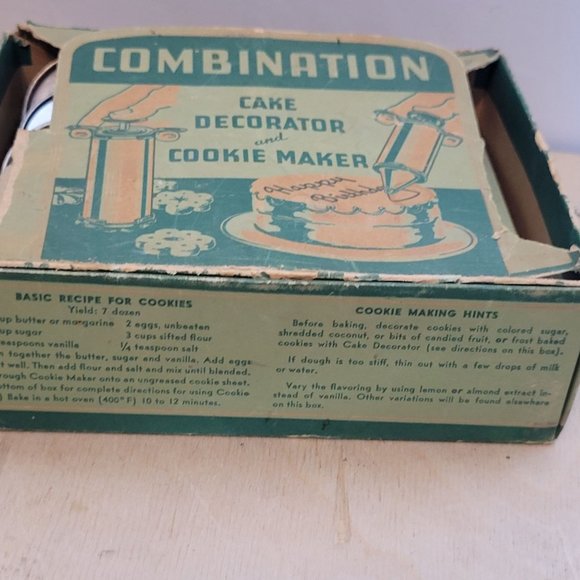 COMBINATION
CAKE
DECORATOR
and
COOKIE MAKER
Happy
BASIC RECIPE FOR COOKIES
Yield: 7 dozen
up butter or margarine 2 eggs, unbeaten
up sugar 3 cups sifted flour
teaspoons vanilla ¼ teaspoon salt
together the butter, sugar and vanilla. Add eggs
t well. Then add flour and salt and mix until blended.
rough Cookie Maker onto an ungreased cookie sheet.
ottom of box for complete directions for using Cookie
) Bake in a hot oven (400° F) 10 to 12 minutes.
COOKIE MAKING HINTS
Before baking, decorate cookies with colored sugar,
shredded coconut, or bits of candied fruit, or frost baked
cookies with Cake Decorator (see directions on this box).
If dough is too stiff, thin out with a few drops of milk
or water.
Vary the flavoring by using lemon or almond extract in-
stead of vanilla. Other variations will be found elsewhere
on this box.